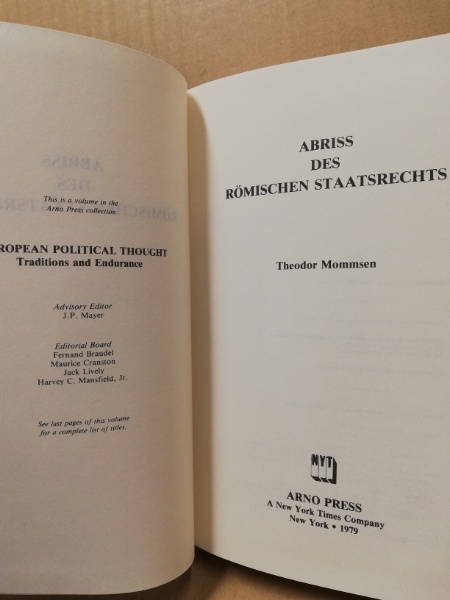 This is a volume in the
Arno Press collection
ROPEAN POLITICAL THOUGHT
Traditions and Endurance
Advisory Editor
J.P. Mayer
Editorial Board
Fernand Braudel
Maurice Cranston
Jack Lively
Harvey C. Mansfield, Jr.
See last pages of this volume
for a complete list of titles.
ABRISS
DES
RÖMISCHEN STAATSRECHTS
Theodor Mommsen
NYT
ARNO PRESS
A New York Times Company
New York • 1979